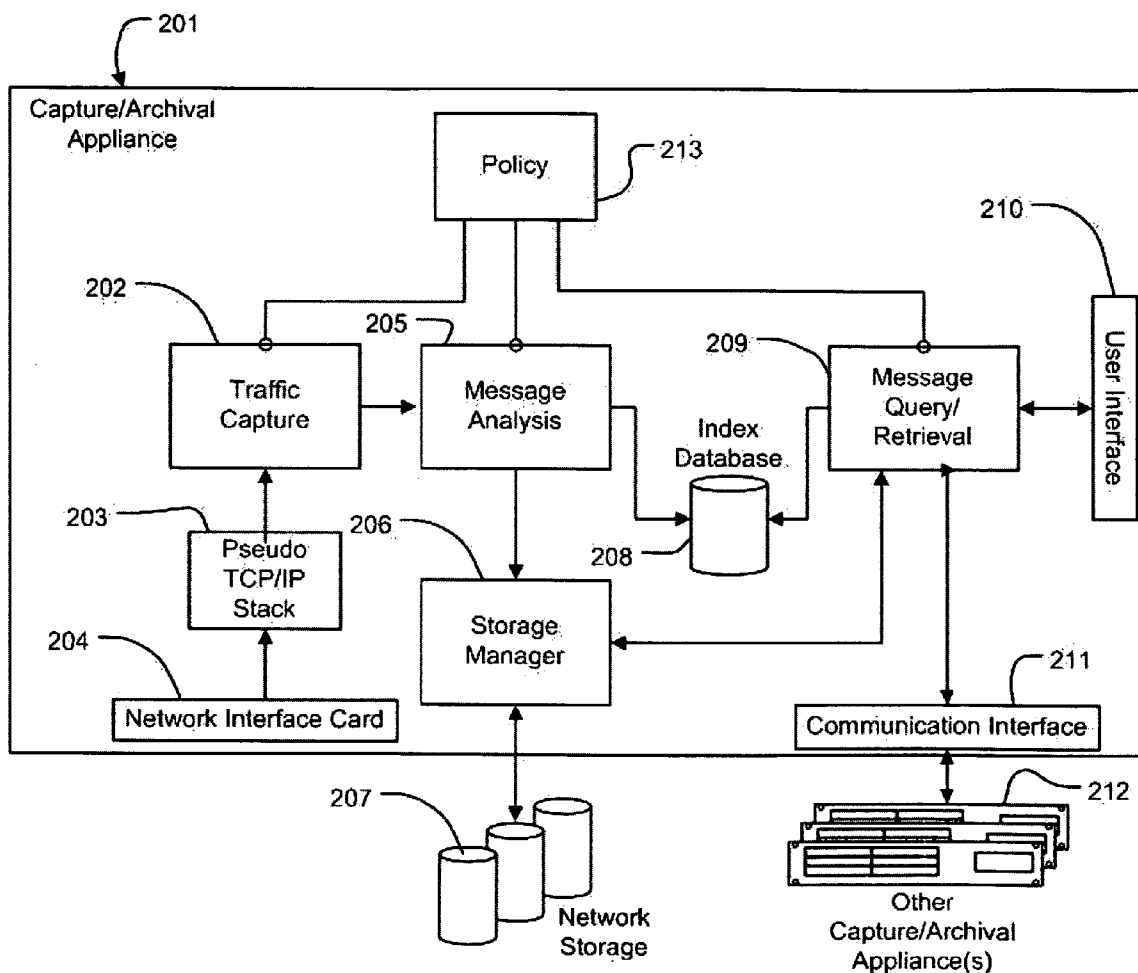 201
Capture/Archival
Appliance
Policy
213
210
202
205
209
Traffic
Capture
Message
Analysis
Message
Query/
Retrieval
User Interface
Index
Database
203
206
208
Pseudo
TCP/IP
Stack
Storage
Manager
204
211
Network Interface Card
Communication Interface
207
212
Network
Storage
Other
Capture/Archival
Appliance(s)